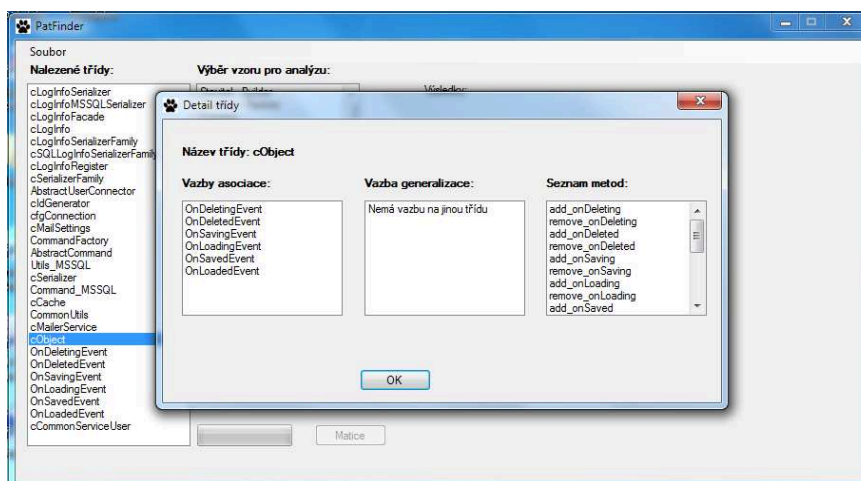 PatFinder
Soubor
Nalezené třídy:
Výběr vzoru pro analýzu:
Výsledky:
cLogInfoSerializer
cLogInfoMSSQLSerializer
cLogInfoFacade
cLogInfo
cLogInfoSerializerFamily
cSQLLogInfoSerializerFamily
cLogInfoRegister
cSerializerFamily
AbstractUserConnector
cIdGenerator
cfgConnection
cMailSettings
CommandFactory
AbstractCommand
Utils_MSSQL
cSerializer
Command_MSSQL
cCache
CommonUtils
cMailerService
cObject
OnDeletingEvent
OnDeletedEvent
OnSavingEvent
OnLoadingEvent
OnSavedEvent
OnLoadedEvent
cCommonServiceUser
Stavitel - Builder
Detail třídy
Název třídy: cObject
Vazby asociace:
OnDeletingEvent
OnDeletedEvent
OnSavingEvent
OnLoadingEvent
OnSavedEvent
OnLoadedEvent
Vazba generalizace:
Nemá vazbu na jinou třídu
Seznam metod:
add_onDeleting
remove_onDeleting
add_onDeleted
remove_onDeleted
add_onSaving
remove_onSaving
add_onLoading
remove_onLoading
add_onSaved
OK
Matice